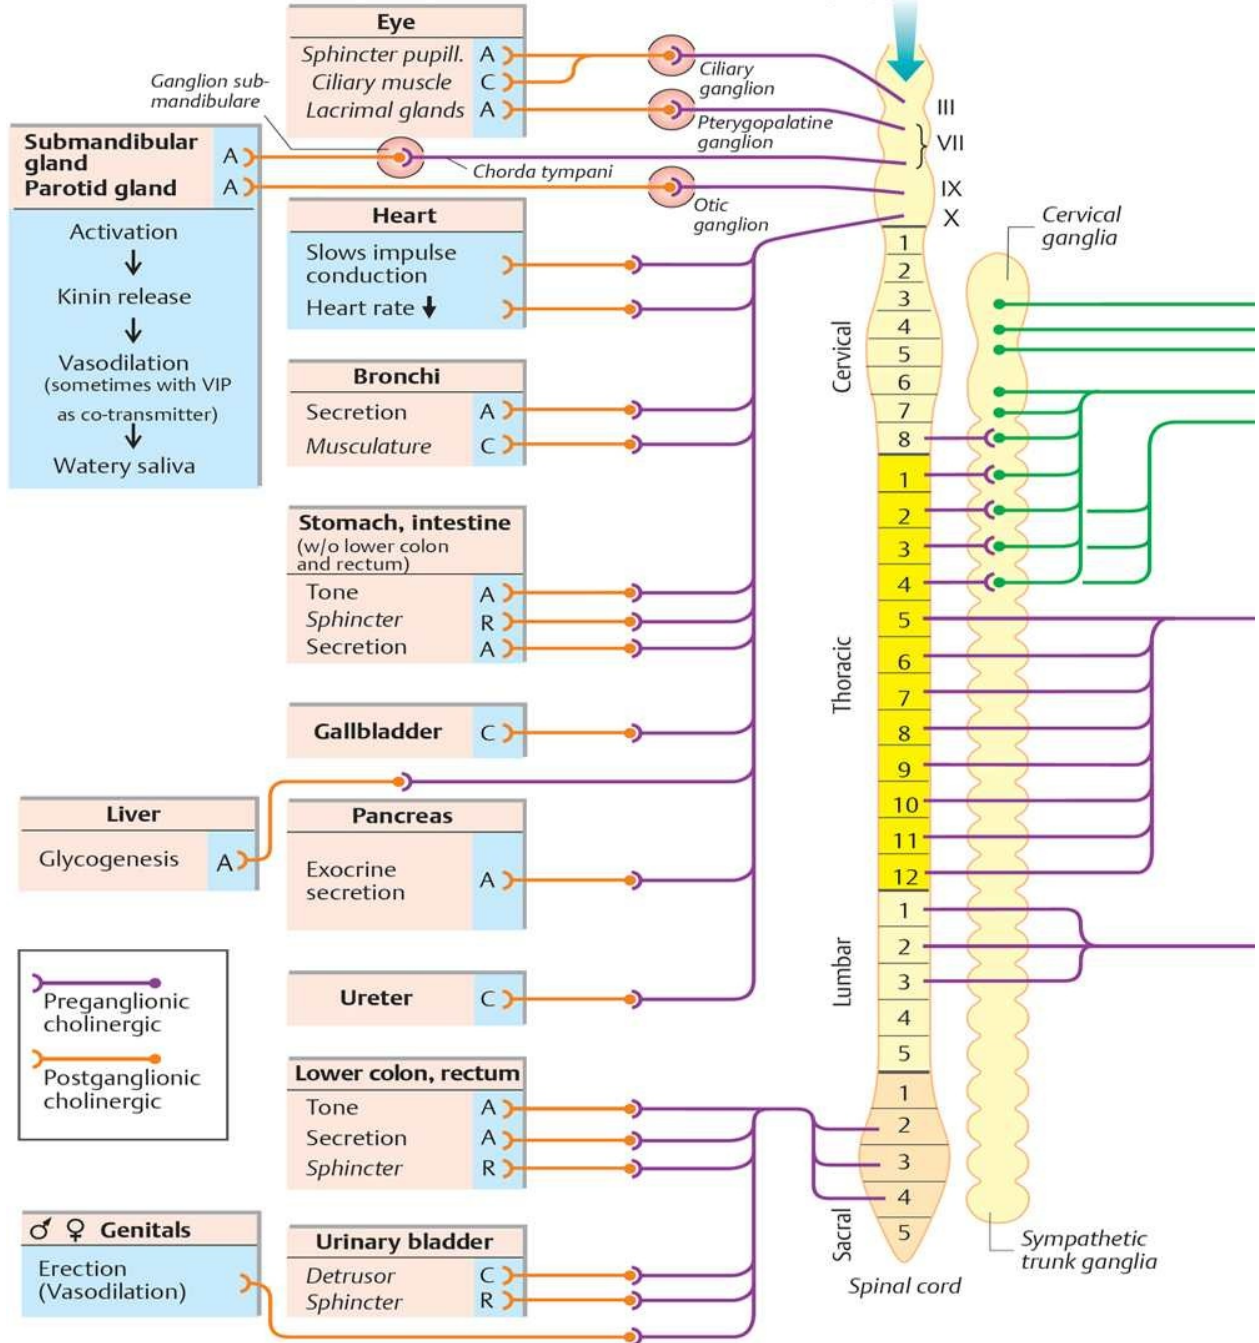 Eye
Sphincter pupill. A
Ciliary muscle C
Lacrimal glands A
Ganglion sub-
mandibulare
Ciliary
ganglion
Pterygopalatine
ganglion
III
VII
Submandibular
gland A
Parotid gland A
Chorda tympani
Otic
ganglion
IX
X
Activation
Kinin release
Vasodilation
(sometimes with VIP
as co-transmitter)
Watery saliva
Heart
Slows impulse
conduction
Heart rate
Cervical
ganglia
Bronchi
Secretion A
Musculature C
Stomach, intestine
(w/o lower colon
and rectum)
Tone A
Sphincter R
Secretion A
Gallbladder C
Liver
Glycogenesis A
Pancreas
Exocrine
secretion A
Ureter C
Preganglionic
cholinergic
Postganglionic
cholinergic
Lower colon, rectum
Tone A
Secretion A
Sphincter R
♂ ♀ Genitals
Erection
(Vasodilation)
Urinary bladder
Detrusor C
Sphincter R
Cervical
1
2
3
4
5
6
7
8
Thoracic
1
2
3
4
5
6
7
8
9
10
11
12
Lumbar
1
2
3
4
5
Sacral
1
2
3
4
5
Spinal cord
Sympathetic
trunk ganglia